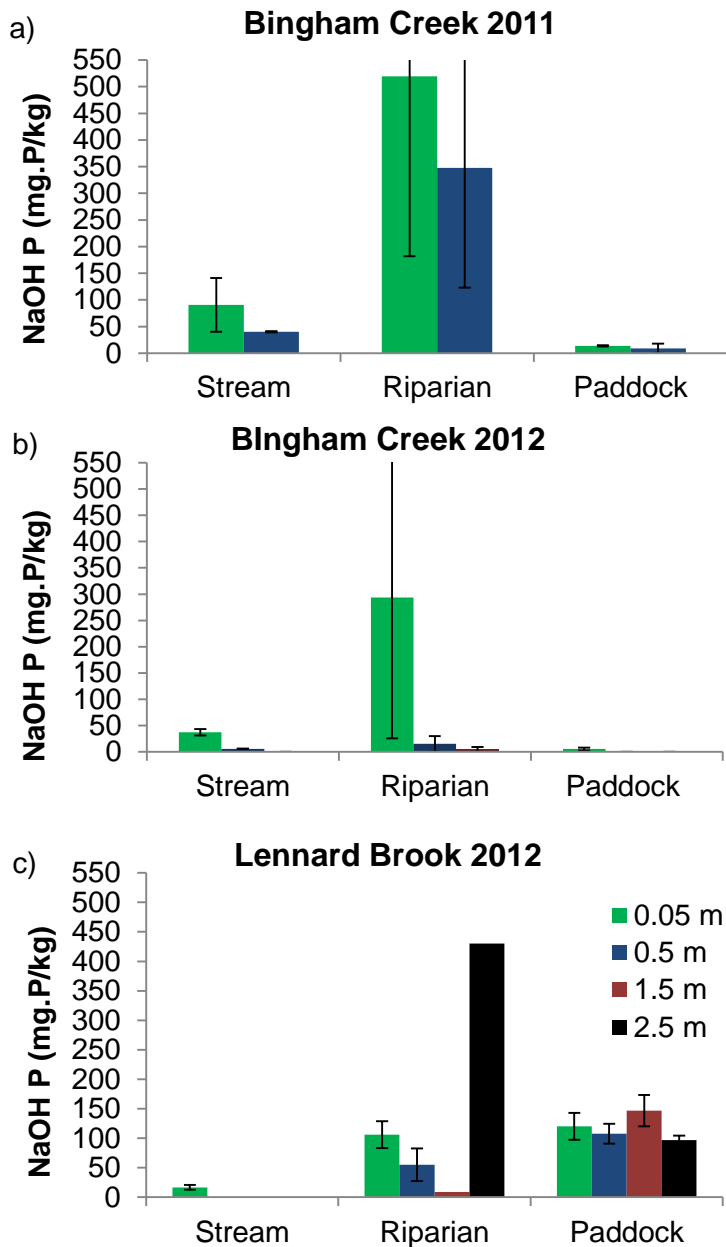 a)
Bingham Creek 2011
NaOH P (mg.P/kg)
550
500
450
400
350
300
250
200
150
100
50
0
Stream Riparian Paddock
b)
BIngham Creek 2012
NaOH P (mg.P/kg)
550
500
450
400
350
300
250
200
150
100
50
0
Stream Riparian Paddock
c)
Lennard Brook 2012
NaOH P (mg.P/kg)
550
500
450
400
350
300
250
200
150
100
50
0
0.05 m
0.5 m
1.5 m
2.5 m
Stream Riparian Paddock